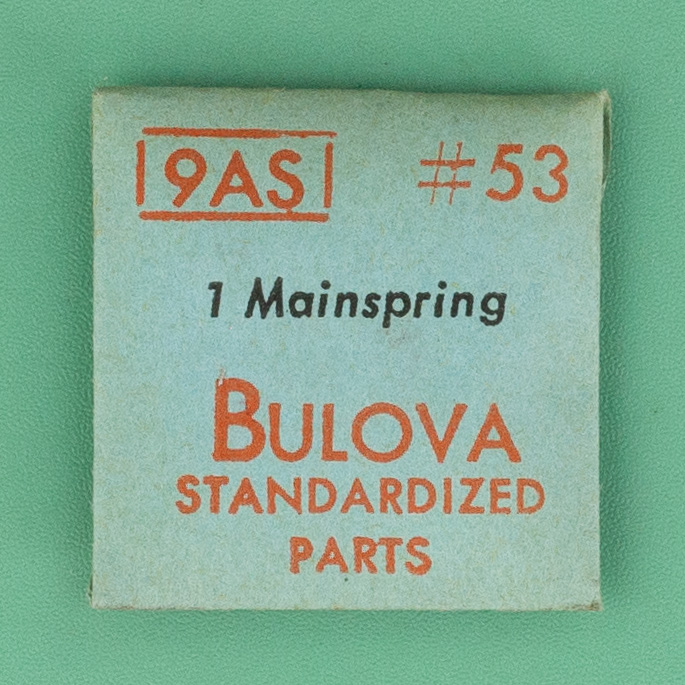 9AS #53
1 Mainspring
BULOVA
STANDARDIZED
PARTS